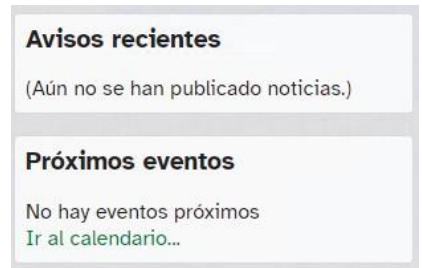 Avisos recientes
(Aún no se han publicado noticias.)
Próximos eventos
No hay eventos próximos
Ir al calendario...